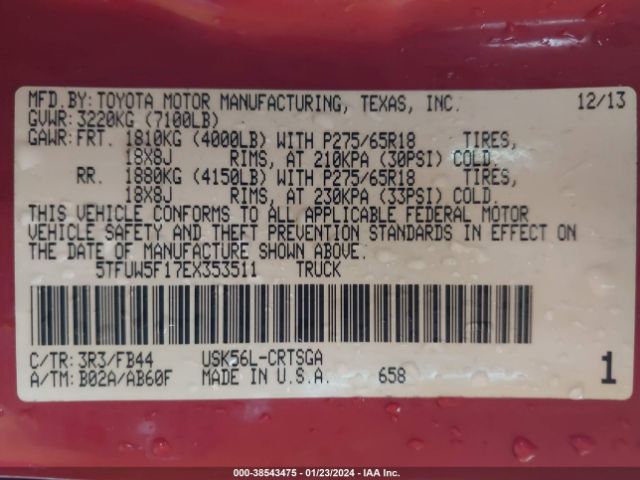 MFD.BY: TOYOTA MOTOR MANUFACTURING, TEXAS, INC. 12/13
GVWR: 3220KG (7100LB)
GAWR: FRT. 1810KG (4000LB) WITH P275/65R18 TIRES,
18X8J RIMS, AT 210KPA (30PSI) COLD.
RR. 1880KG (4150LB) WITH P275/65R18 TIRES,
18X8J RIMS, AT 230KPA (33PSI) COLD.
THIS VEHICLE CONFORMS TO ALL APPLICABLE FEDERAL MOTOR
VEHICLE SAFETY AND THEFT PREVENTION STANDARDS IN EFFECT ON
THE DATE OF MANUFACTURE SHOWN ABOVE.
5TFUW5F17EX353511 TRUCK
C/TR: 3R3/FB44 USK56L-CRTSGA
A/TM: B02A/AB60F MADE IN U.S.A. 658 1
000-38543475 - 01/23/2024 - IAA Inc.